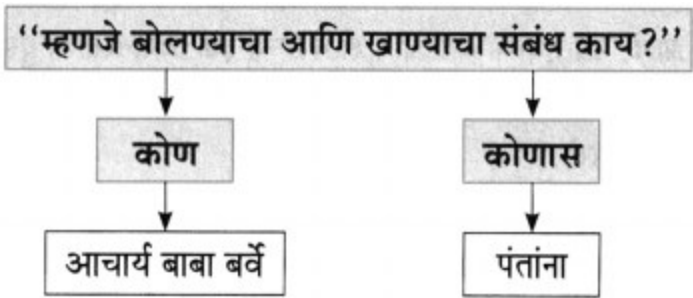 “म्हणजे बोलण्याचा आणि खाण्याचा संबंध काय?”
कोण
कोणास
आचार्य बाबा बर्वे
पंतांना